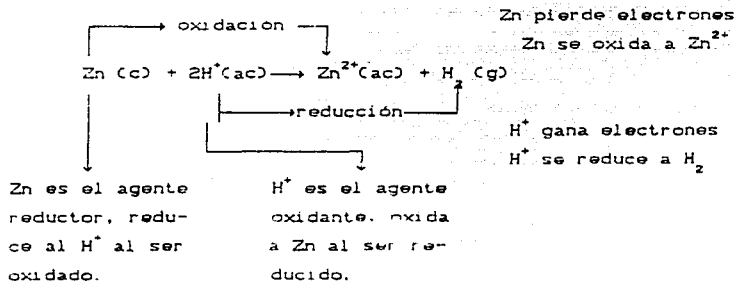 oxidación
Zn pierde electrones
Zn se oxida a Zn²⁺
Zn (c) + 2H⁺(ac) → Zn²⁺(ac) + H₂ (g)
reducción
H⁺ gana electrones
H⁺ se reduce a H₂
Zn es el agente
reductor, redu-
ce al H⁺ al ser
oxidado.
H⁺ es el agente
oxidante. oxida
a Zn al ser re-
ducido.